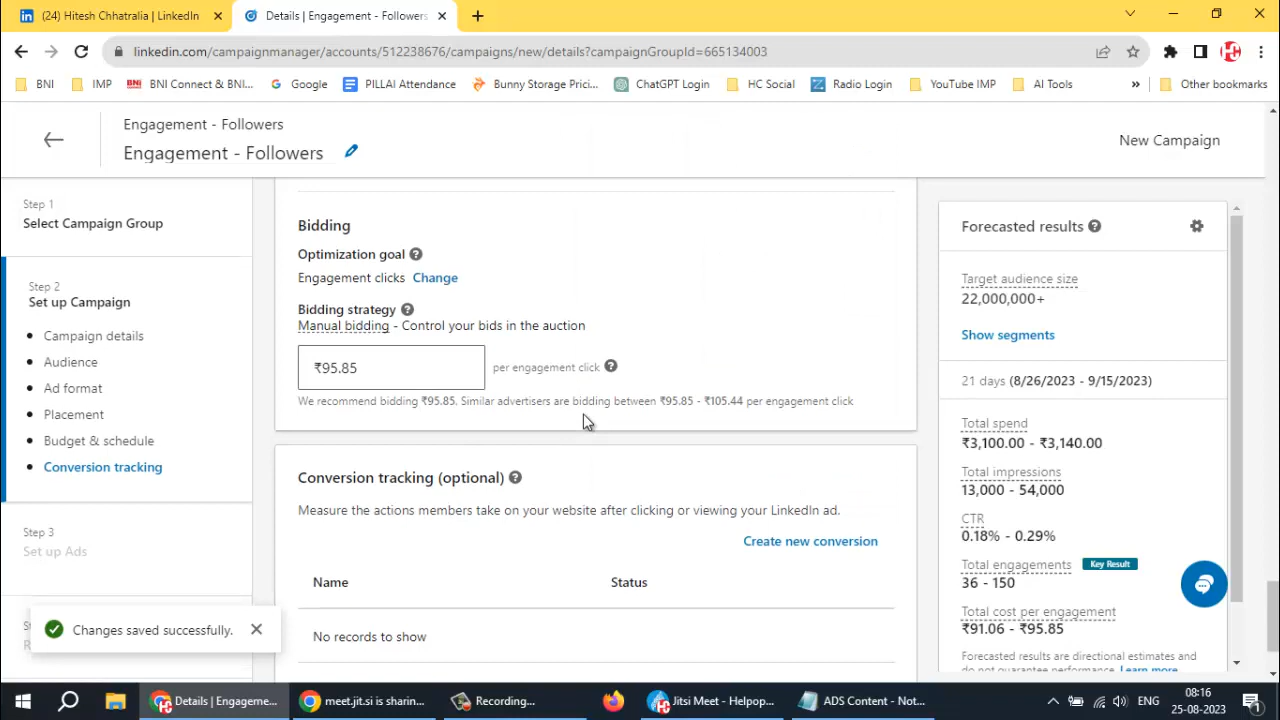 (24) Hitesh Chhatralia | LinkedIn
Details | Engagement - Followers
linkedin.com/campaignmanager/accounts/512238676/campaigns/new/details?campaignGroupId=665134003
BNI
IMP
BNI Connect & BNI...
Google
PILLAI Attendance
Bunny Storage Pricin...
ChatGPT Login
HC Social
Radio Login
YouTube IMP
AI Tools
»
Other bookmarks
Engagement - Followers
Engagement - Followers
New Campaign
Step 1
Select Campaign Group
Step 2
Set up Campaign
Campaign details
Audience
Ad format
Placement
Budget & schedule
Conversion tracking
Step 3
Set up Ads
Changes saved successfully.
Bidding
Optimization goal
Engagement clicks Change
Bidding strategy
Manual bidding - Control your bids in the auction
₹95.85 per engagement click
We recommend bidding ₹95.85. Similar advertisers are bidding between ₹95.85 - ₹105.44 per engagement click
Conversion tracking (optional)
Measure the actions members take on your website after clicking or viewing your LinkedIn ad.
Create new conversion
Name Status
No records to show
Forecasted results
Target audience size
22,000,000+
Show segments
21 days (8/26/2023 - 9/15/2023)
Total spend
₹3,100.00 - ₹3,140.00
Total impressions
13,000 - 54,000
CTR
0.18% - 0.29%
Total engagements Key Result
36 - 150
Total cost per engagement
₹91.06 - ₹95.85
Forecasted results are directional estimates and
do not guarantee performance. Learn more
Details | Engageme...
meet.jit.si is sharin...
Recording...
Jitsi Meet - Helpop...
ADS Content - Not...
ENG
08:16
25-08-2023